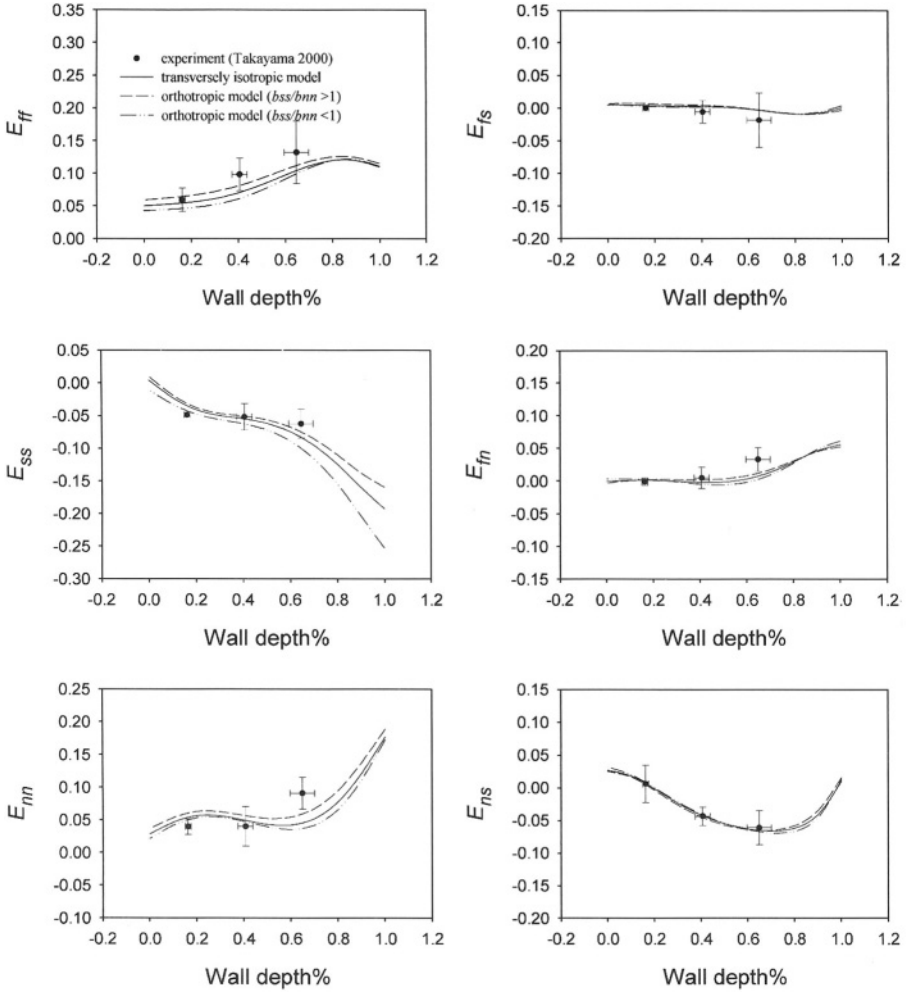 0.35
0.30
0.25
0.20
0.15
0.10
0.05
0.00
E_ff
experiment (Takayama 2000)
transversely isotropic model
orthotropic model (bss/bnn >1)
orthotropic model (bss/bnn <1)
-0.2 0.0 0.2 0.4 0.6 0.8 1.0 1.2
Wall depth%
0.15
0.10
0.05
0.00
-0.05
-0.10
-0.15
-0.20
E_fs
-0.2 0.0 0.2 0.4 0.6 0.8 1.0 1.2
Wall depth%
0.05
0.00
-0.05
-0.10
-0.15
-0.20
-0.25
-0.30
E_ss
-0.2 0.0 0.2 0.4 0.6 0.8 1.0 1.2
Wall depth%
0.20
0.15
0.10
0.05
0.00
-0.05
-0.10
-0.15
E_fn
-0.2 0.0 0.2 0.4 0.6 0.8 1.0 1.2
Wall depth%
0.25
0.20
0.15
0.10
0.05
0.00
-0.05
-0.10
E_nn
-0.2 0.0 0.2 0.4 0.6 0.8 1.0 1.2
Wall depth%
0.15
0.10
0.05
0.00
-0.05
-0.10
-0.15
-0.20
E_ns
-0.2 0.0 0.2 0.4 0.6 0.8 1.0 1.2
Wall depth%